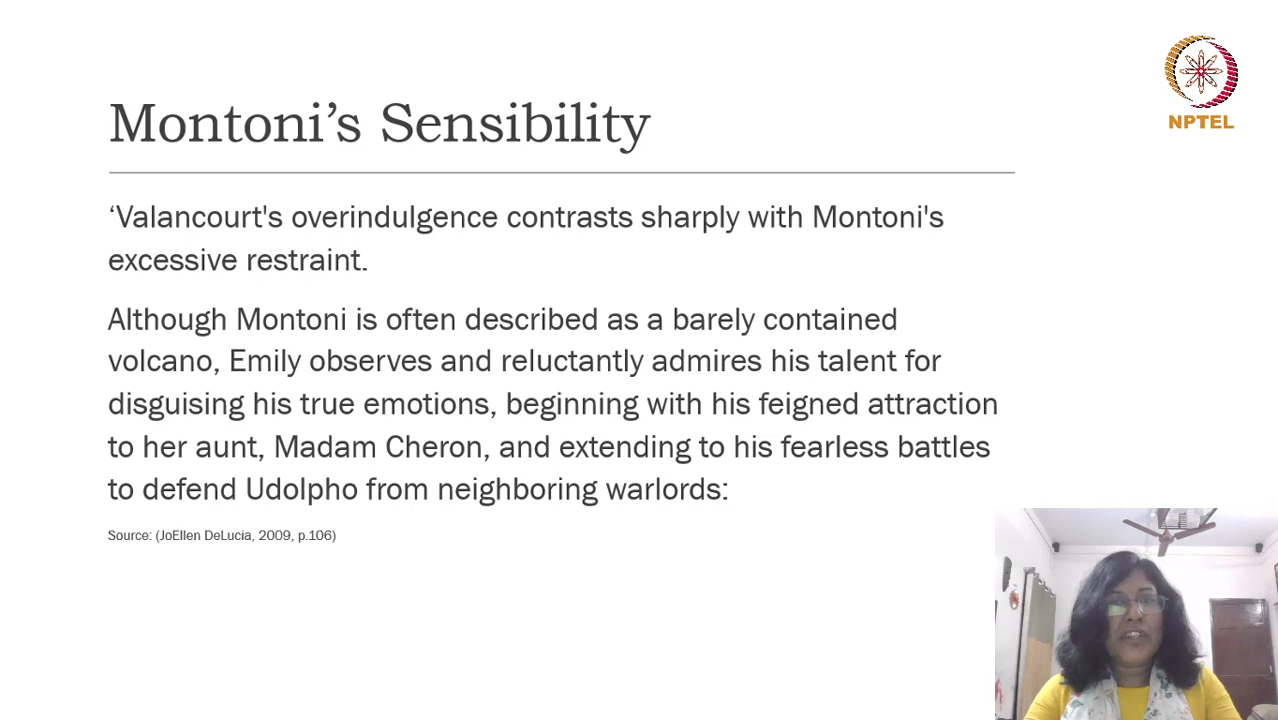 Montoni’s Sensibility
NPTEL
‘Valancourt's overindulgence contrasts sharply with Montoni's
excessive restraint.
Although Montoni is often described as a barely contained
volcano, Emily observes and reluctantly admires his talent for
disguising his true emotions, beginning with his feigned attraction
to her aunt, Madam Cheron, and extending to his fearless battles
to defend Udolpho from neighboring warlords:
Source: (JoEllen DeLucia, 2009, p.106)